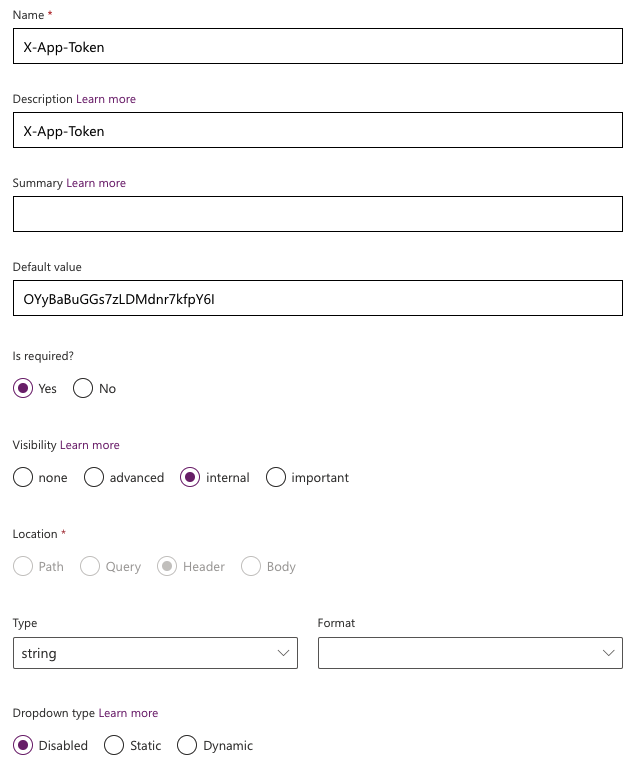 Name *
X-App-Token
Description Learn more
X-App-Token
Summary Learn more
Default value
OYyBaBuGGs7zLDMdnr7kfpY6I
Is required?
Yes No
Visibility Learn more
none advanced internal important
Location *
Path Query Header Body
Type Format
string
Dropdown type Learn more
Disabled Static Dynamic